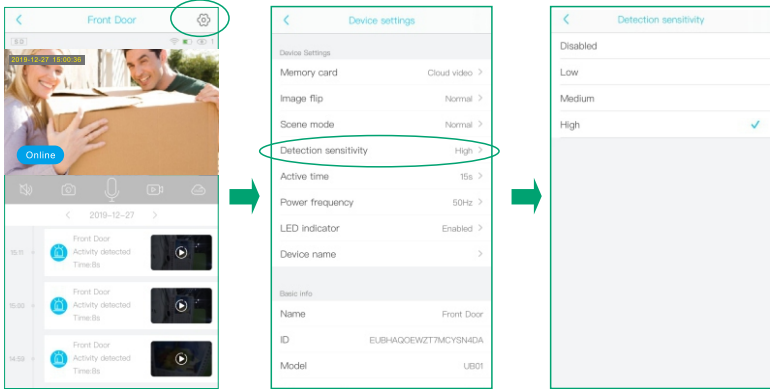 Front Door
SD
2019-12-27 15:00:36
Online
2019-12-27
15:11
Front Door
Activity detected
Time:8s
15:00
Front Door
Activity detected
Time:8s
14:59
Front Door
Activity detected
Time:8s
Device settings
Device Settings
Memory card Cloud video
Image flip Normal
Scene mode Normal
Detection sensitivity High
Active time 15s
Power frequency 50Hz
LED indicator Enabled
Device name
Basic info
Name Front Door
ID EUBHAQOEWZT7MCYSN4DA
Model UB01
Detection sensitivity
Disabled
Low
Medium
High